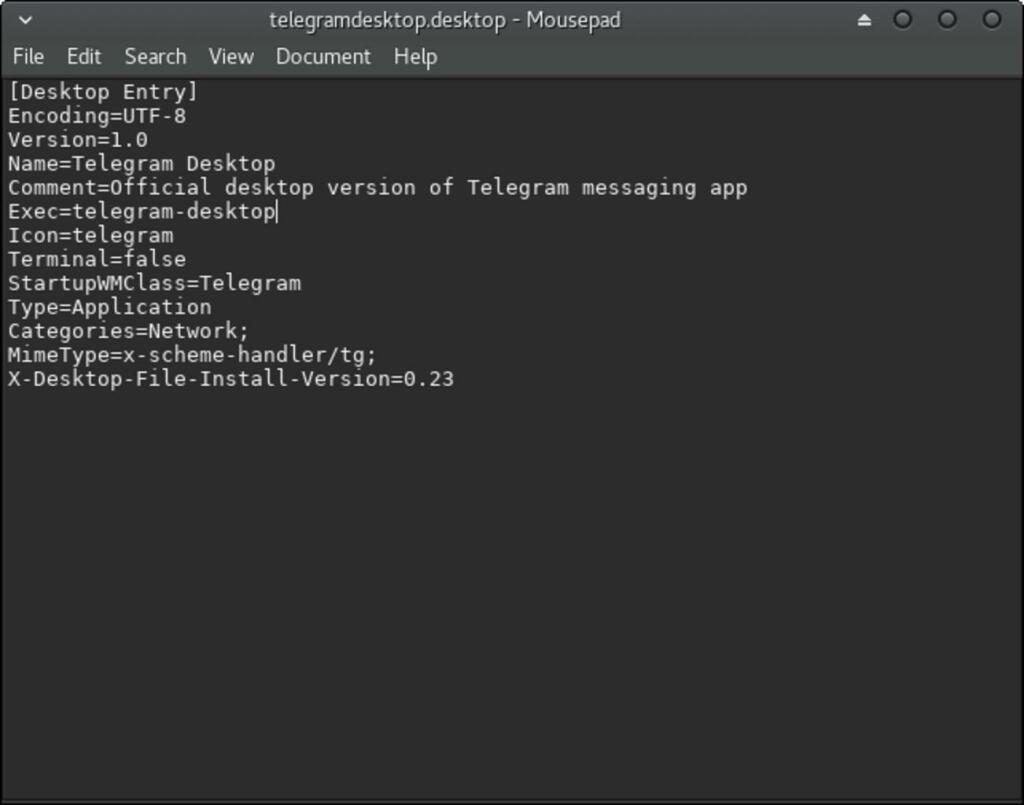 telegramdesktop.desktop - Mousepad
File Edit Search View Document Help
[Desktop Entry]
Encoding=UTF-8
Version=1.0
Name=Telegram Desktop
Comment=Official desktop version of Telegram messaging app
Exec=telegram-desktop
Icon=telegram
Terminal=false
StartupWMClass=Telegram
Type=Application
Categories=Network;
MimeType=x-scheme-handler/tg;
X-Desktop-File-Install-Version=0.23